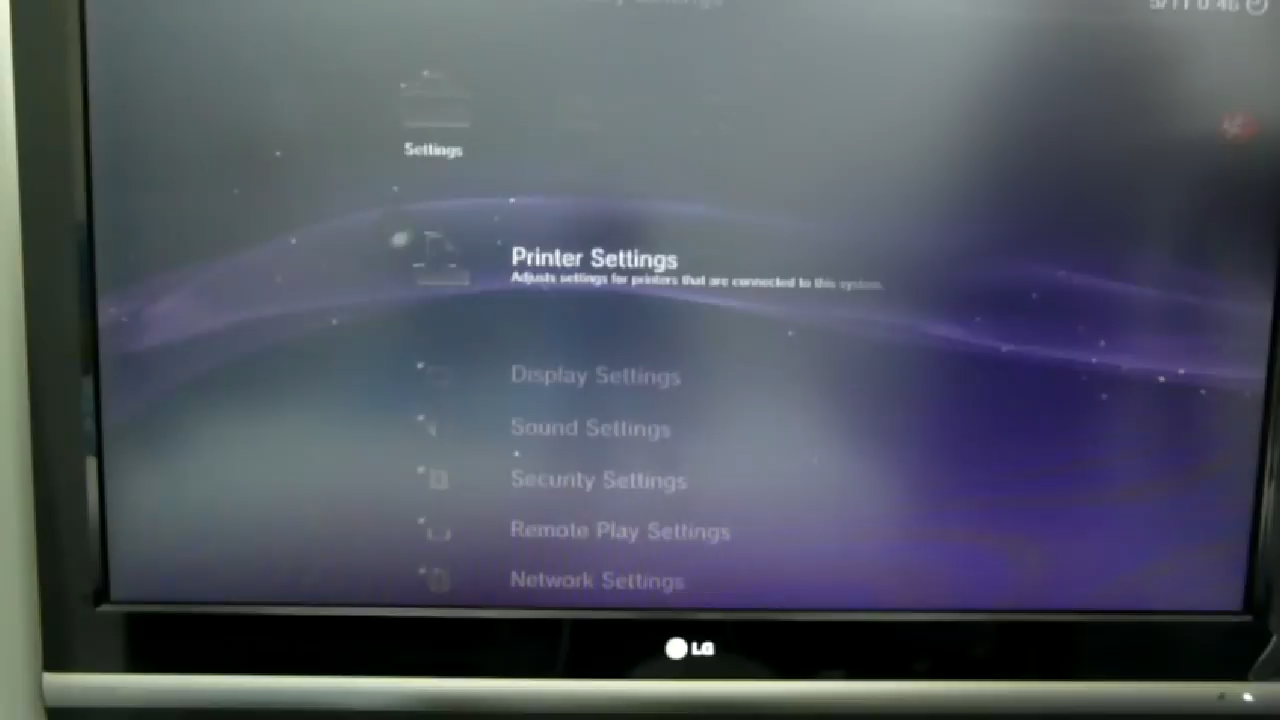 Settings
Printer Settings
Adjusts settings for printers that are connected to this system.
Display Settings
Sound Settings
Security Settings
Remote Play Settings
Network Settings
LG